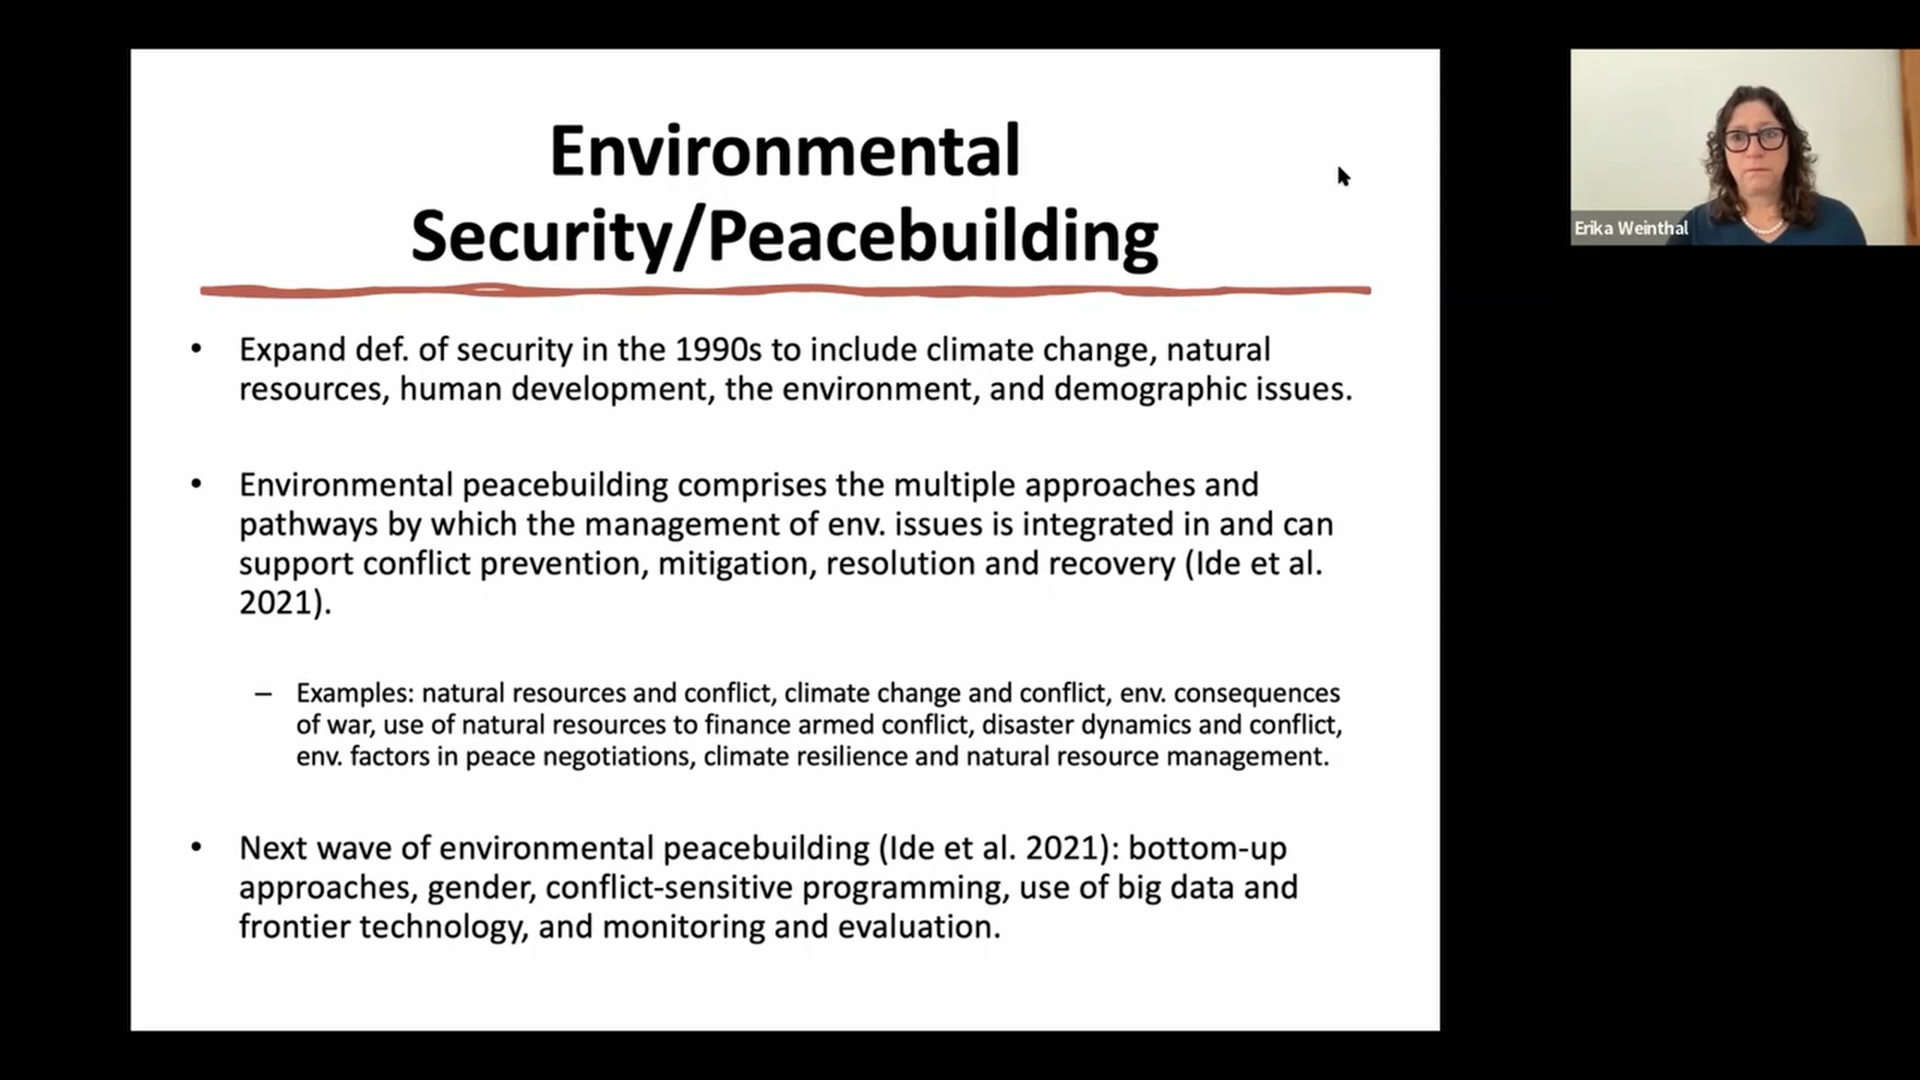 Environmental
Security/Peacebuilding
• Expand def. of security in the 1990s to include climate change, natural
resources, human development, the environment, and demographic issues.
• Environmental peacebuilding comprises the multiple approaches and
pathways by which the management of env. issues is integrated in and can
support conflict prevention, mitigation, resolution and recovery (Ide et al.
2021).
– Examples: natural resources and conflict, climate change and conflict, env. consequences
of war, use of natural resources to finance armed conflict, disaster dynamics and conflict,
env. factors in peace negotiations, climate resilience and natural resource management.
• Next wave of environmental peacebuilding (Ide et al. 2021): bottom-up
approaches, gender, conflict-sensitive programming, use of big data and
frontier technology, and monitoring and evaluation.
Erika Weinthal